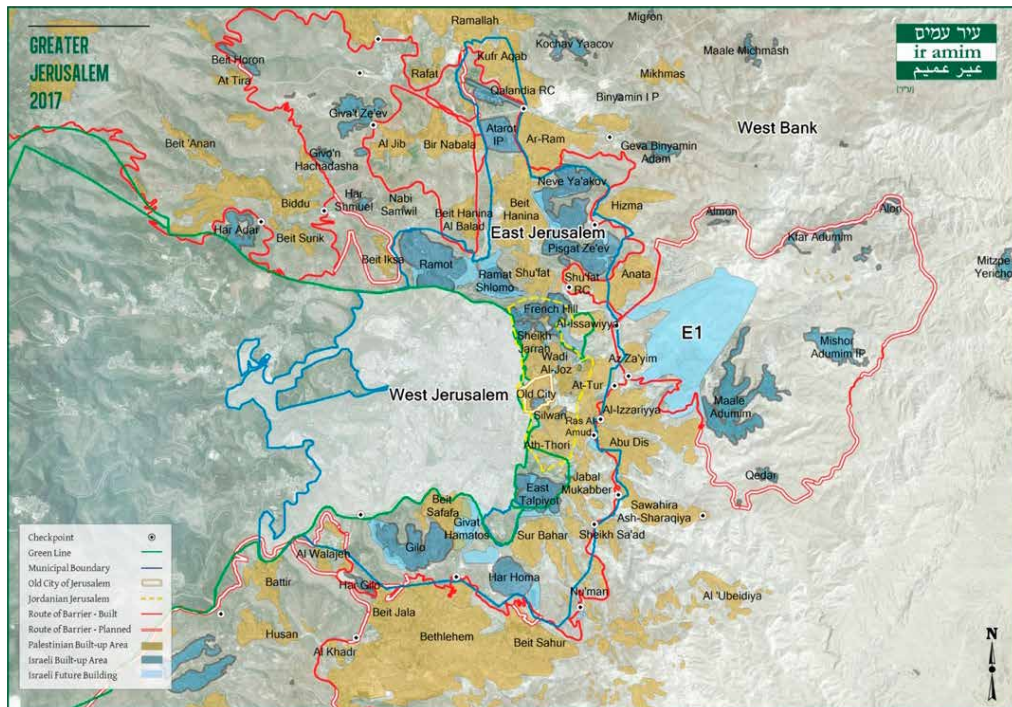 GREATER
JERUSALEM
2017
עיר עמים
ir amim
عير عميم
Ramallah
Migron
Kochav Yaacov
Maale Michmash
Beit Horon
At Tira
Rafat
Kufr Aqab
Mikhmas
Qalandia RC
Binyamin I P
Giva't Ze'ev
West Bank
Atarot
IP
Al Jib
Bir Nabala
Ar-Ram
Beit 'Anan
Geva Binyamin
Adam
Givo'n
Hachadasha
Neve Ya'akov
Har
Shmuel
Nabi
Samwil
Beit
Hanina
Hizma
Biddu
Beit Hanina
Al Balad
Almon
Alon
East Jerusalem
Har Adar
Beit Surik
Kfar Adumim
Pisgat Ze'ev
Beit Iksa
Ramot
Mitzpe
Yericho
Ramat
Shlomo
Shu'fat
Shu'fat
RC
Anata
French Hill
Al-Issawiyya
E1
Sheikh
Jarrah
Wadi
Al-Joz
Mishor
Adumim IP
Az Za'yim
At-Tur
West Jerusalem
Old City
Maale
Adumim
Al-Izzariyya
Silwan
Ras Al
Amud
Ath-Thori
Abu Dis
Jabal
Mukabber
Qedar
East
Talpiyot
Beit
Safafa
Sawahira
Ash-Sharaqiya
Givat
Hamatos
Sheikh Sa'ad
Sur Bahar
Gilo
Al Walajeh
Har Homa
Battir
Har Gilo
Nu'man
Al 'Ubeidiya
Beit Jala
Husan
Bethlehem
Beit Sahur
Al Khadr
Checkpoint
Green Line
Municipal Boundary
Old City of Jerusalem
Jordanian Jerusalem
Route of Barrier - Built
Route of Barrier - Planned
Palestinian Built-up Area
Israeli Built-up Area
Israeli Future Building
N